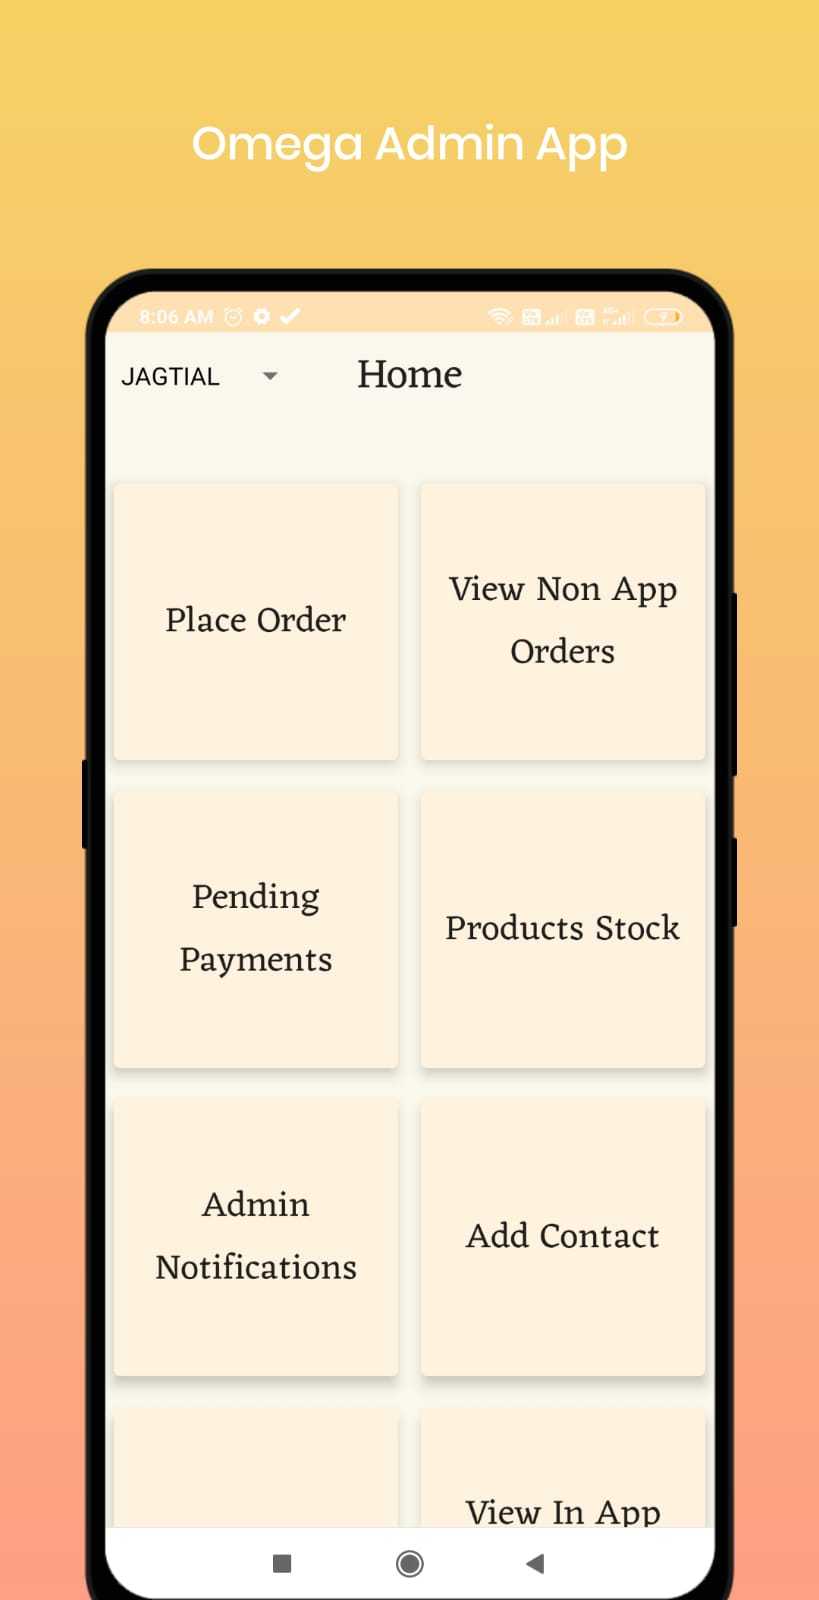 Omega Admin App
8:06 AM
9
JAGTIAL
Home
Place Order
View Non App
Orders
Pending
Payments
Products Stock
Admin
Notifications
Add Contact
View In App